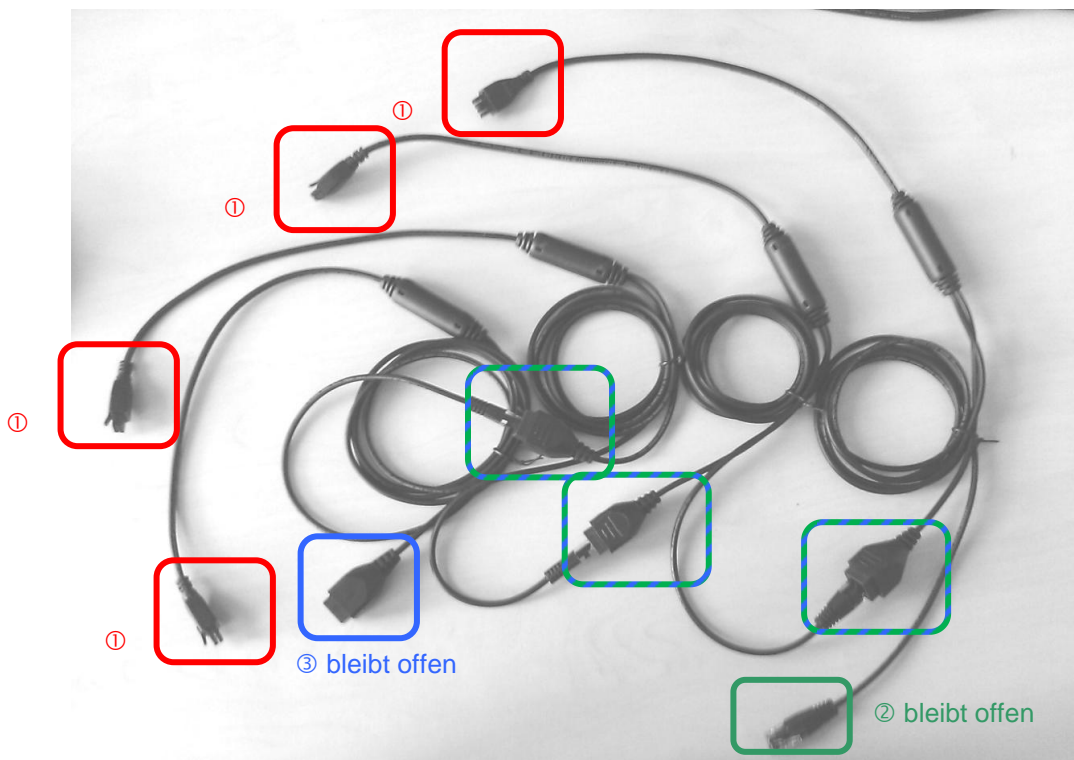 ①
①
①
①
③ bleibt offen
② bleibt offen